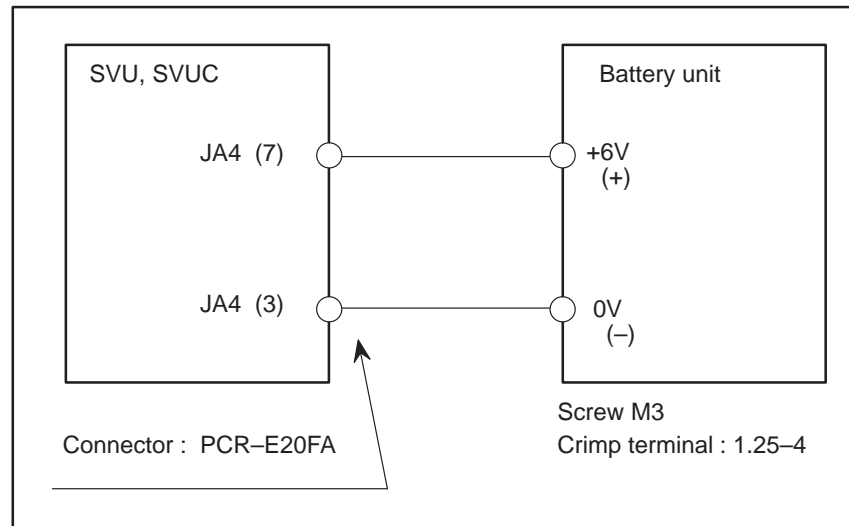 SVU, SVUC
Battery unit
JA4 (7)
+6V
(+)
JA4 (3)
0V
(–)
Screw M3
Connector : PCR–E20FA
Crimp terminal : 1.25–4